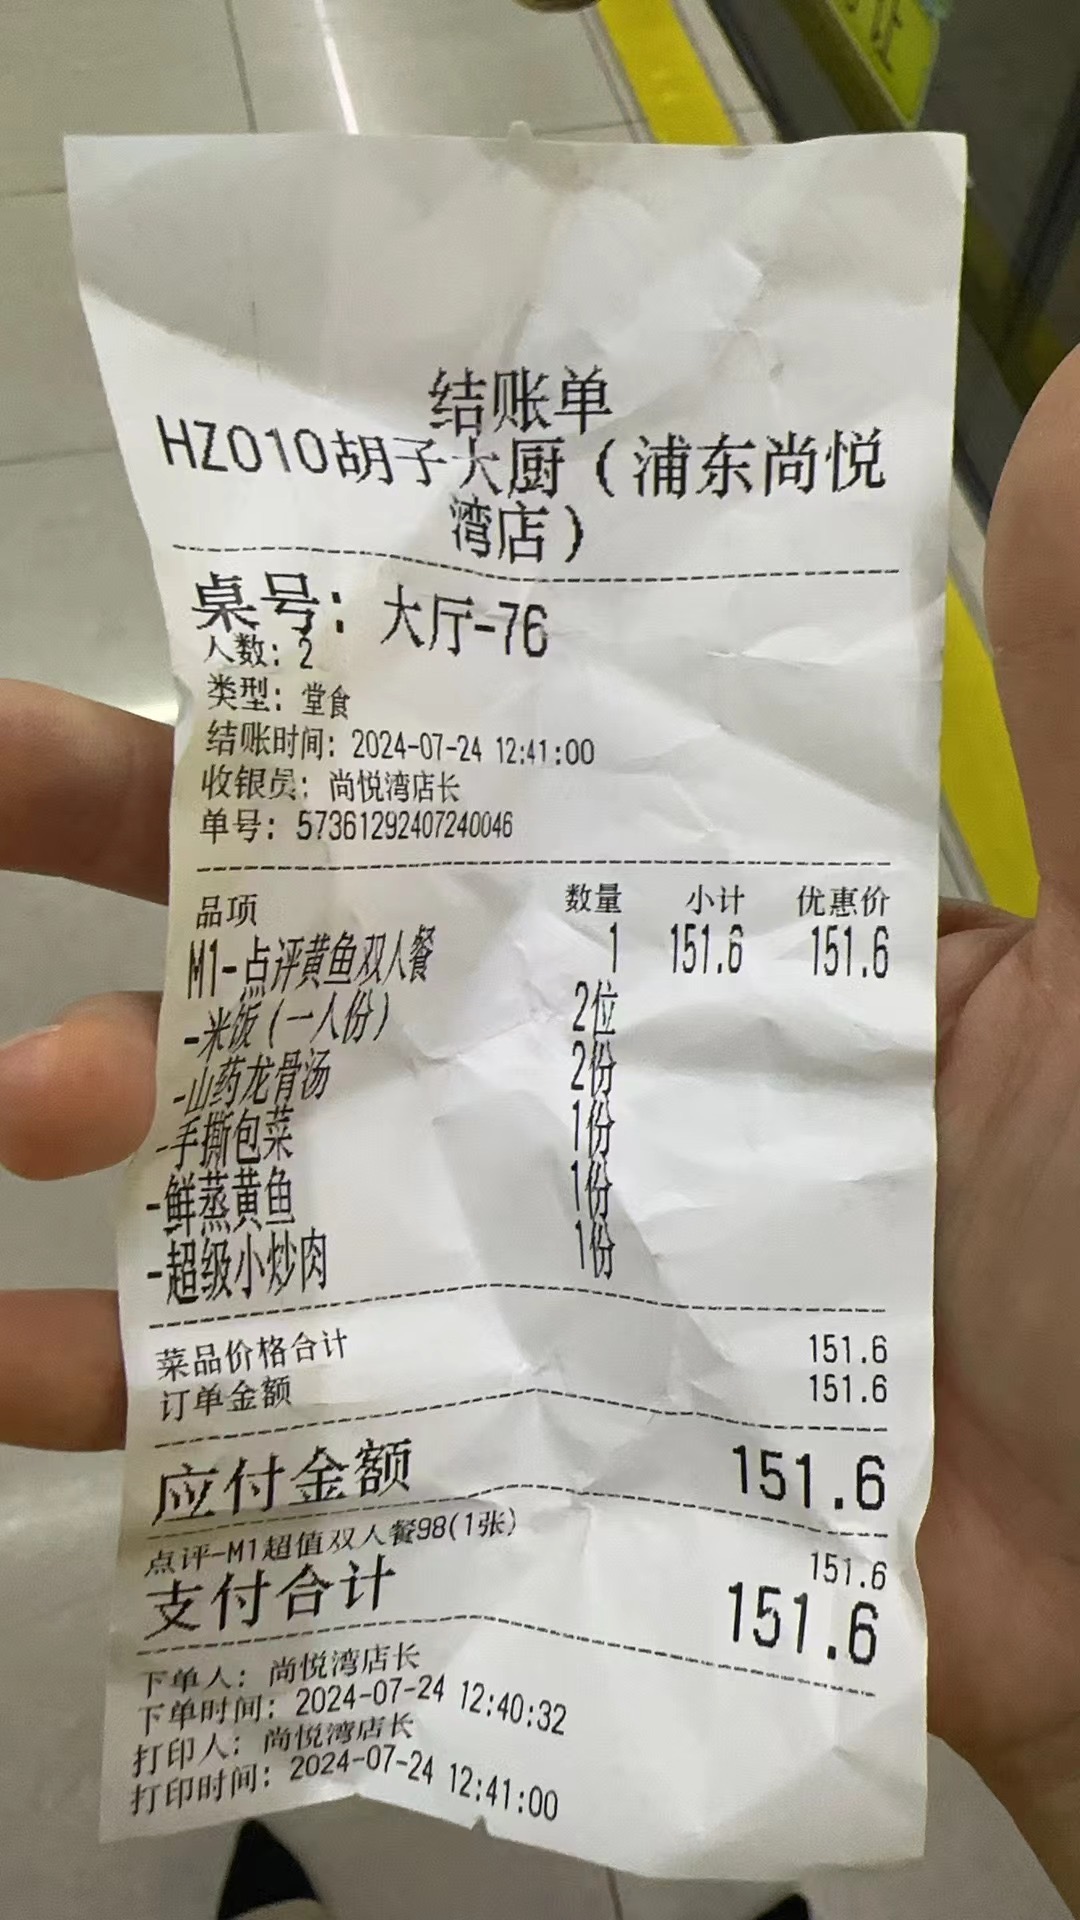 结账单
HZ010胡子大厨（浦东尚悦
湾店）
桌号：大厅-76
人数：2
类型：堂食
结账时间：2024-07-24 12:41:00
收银员：尚悦湾店长
单号：573612924072400​46
品项 数量 小计 优惠价
M1-点评黄鱼双人餐 1 151.6 151.6
-米饭（一人份） 2位
-山药龙骨汤 2份
-手撕包菜 1份
-鲜蒸黄鱼 1份
-超级小炒肉 1份
菜品价格合计 151.6
订单金额 151.6
应付金额 151.6
点评-M1超值双人餐98(1张) 151.6
支付合计 151.6
下单人：尚悦湾店长
下单时间：2024-07-24 12:40:32
打印人：尚悦湾店长
打印时间：2024-07-24 12:41:00